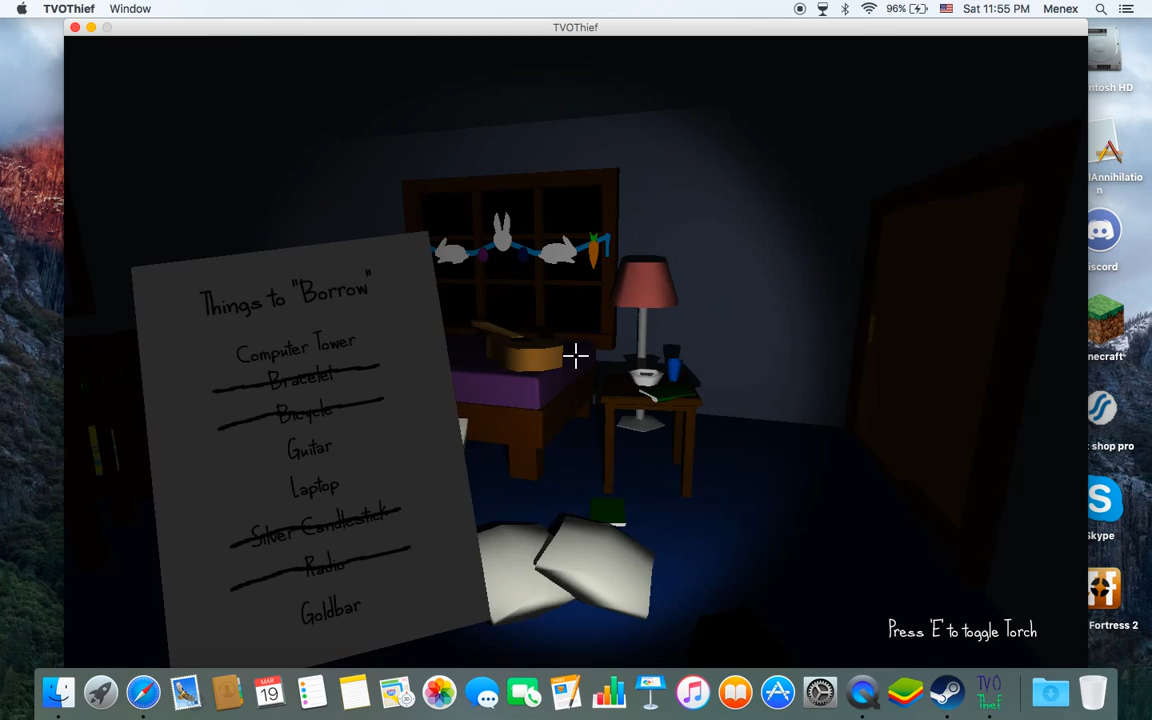 TVOThief Window
96%
Sat 11:55 PM Menex
TVOThief
Things to "Borrow"
Computer Tower
Bracelet
Bicycle
Guitar
Laptop
Silver Candlestick
Radio
Goldbar
Press 'E' to toggle Torch
ntosh HD
lAnnihilatio
n
iscord
necraft
t shop pro
Skype
Fortress 2
MAR
19
TVO
Thief